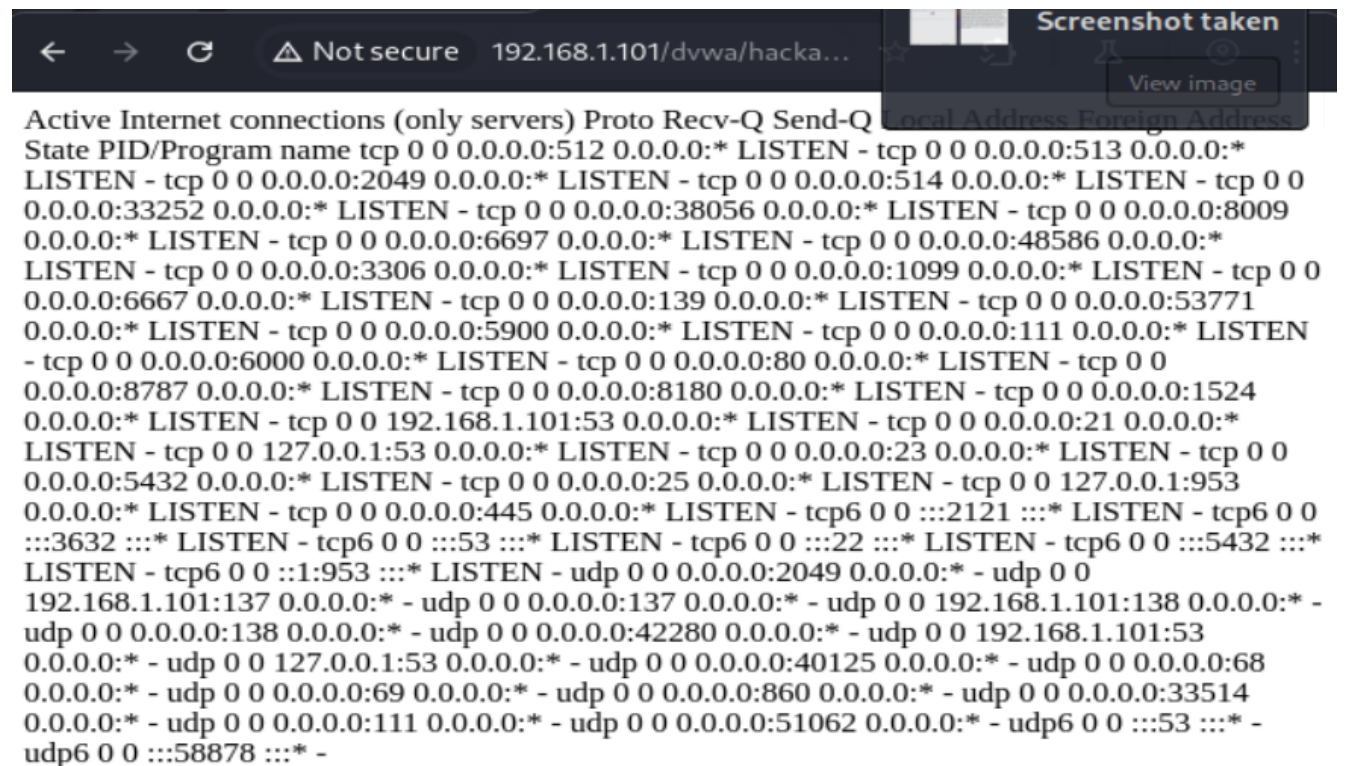 Screenshot taken
Not secure 192.168.1.101/dvwa/hacka...
View image
Active Internet connections (only servers) Proto Recv-Q Send-Q Local Address Foreign Address
State PID/Program name tcp 0 0 0.0.0.0:512 0.0.0.0:* LISTEN - tcp 0 0 0.0.0.0:513 0.0.0.0:*
LISTEN - tcp 0 0 0.0.0.0:2049 0.0.0.0:* LISTEN - tcp 0 0 0.0.0.0:514 0.0.0.0:* LISTEN - tcp 0 0
0.0.0.0:33252 0.0.0.0:* LISTEN - tcp 0 0 0.0.0.0:38056 0.0.0.0:* LISTEN - tcp 0 0 0.0.0.0:8009
0.0.0.0:* LISTEN - tcp 0 0 0.0.0.0:6697 0.0.0.0:* LISTEN - tcp 0 0 0.0.0.0:48586 0.0.0.0:*
LISTEN - tcp 0 0 0.0.0.0:3306 0.0.0.0:* LISTEN - tcp 0 0 0.0.0.0:1099 0.0.0.0:* LISTEN - tcp 0 0
0.0.0.0:6667 0.0.0.0:* LISTEN - tcp 0 0 0.0.0.0:139 0.0.0.0:* LISTEN - tcp 0 0 0.0.0.0:53771
0.0.0.0:* LISTEN - tcp 0 0 0.0.0.0:5900 0.0.0.0:* LISTEN - tcp 0 0 0.0.0.0:111 0.0.0.0:* LISTEN
- tcp 0 0 0.0.0.0:6000 0.0.0.0:* LISTEN - tcp 0 0 0.0.0.0:80 0.0.0.0:* LISTEN - tcp 0 0
0.0.0.0:8787 0.0.0.0:* LISTEN - tcp 0 0 0.0.0.0:8180 0.0.0.0:* LISTEN - tcp 0 0 0.0.0.0:1524
0.0.0.0:* LISTEN - tcp 0 0 192.168.1.101:53 0.0.0.0:* LISTEN - tcp 0 0 0.0.0.0:21 0.0.0.0:*
LISTEN - tcp 0 0 127.0.0.1:53 0.0.0.0:* LISTEN - tcp 0 0 0.0.0.0:23 0.0.0.0:* LISTEN - tcp 0 0
0.0.0.0:5432 0.0.0.0:* LISTEN - tcp 0 0 0.0.0.0:25 0.0.0.0:* LISTEN - tcp 0 0 127.0.0.1:953
0.0.0.0:* LISTEN - tcp 0 0 0.0.0.0:445 0.0.0.0:* LISTEN - tcp6 0 0 :::2121 :::* LISTEN - tcp6 0 0
:::3632 :::* LISTEN - tcp6 0 0 :::53 :::* LISTEN - tcp6 0 0 :::22 :::* LISTEN - tcp6 0 0 :::5432 :::*
LISTEN - tcp6 0 0 ::1:953 :::* LISTEN - udp 0 0 0.0.0.0:2049 0.0.0.0:* - udp 0 0
192.168.1.101:137 0.0.0.0:* - udp 0 0 0.0.0.0:137 0.0.0.0:* - udp 0 0 192.168.1.101:138 0.0.0.0:* -
udp 0 0 0.0.0.0:138 0.0.0.0:* - udp 0 0 0.0.0.0:42280 0.0.0.0:* - udp 0 0 192.168.1.101:53
0.0.0.0:* - udp 0 0 127.0.0.1:53 0.0.0.0:* - udp 0 0 0.0.0.0:40125 0.0.0.0:* - udp 0 0 0.0.0.0:68
0.0.0.0:* - udp 0 0 0.0.0.0:69 0.0.0.0:* - udp 0 0 0.0.0.0:860 0.0.0.0:* - udp 0 0 0.0.0.0:33514
0.0.0.0:* - udp 0 0 0.0.0.0:111 0.0.0.0:* - udp 0 0 0.0.0.0:51062 0.0.0.0:* - udp6 0 0 :::53 :::* -
udp6 0 0 :::58878 :::* -